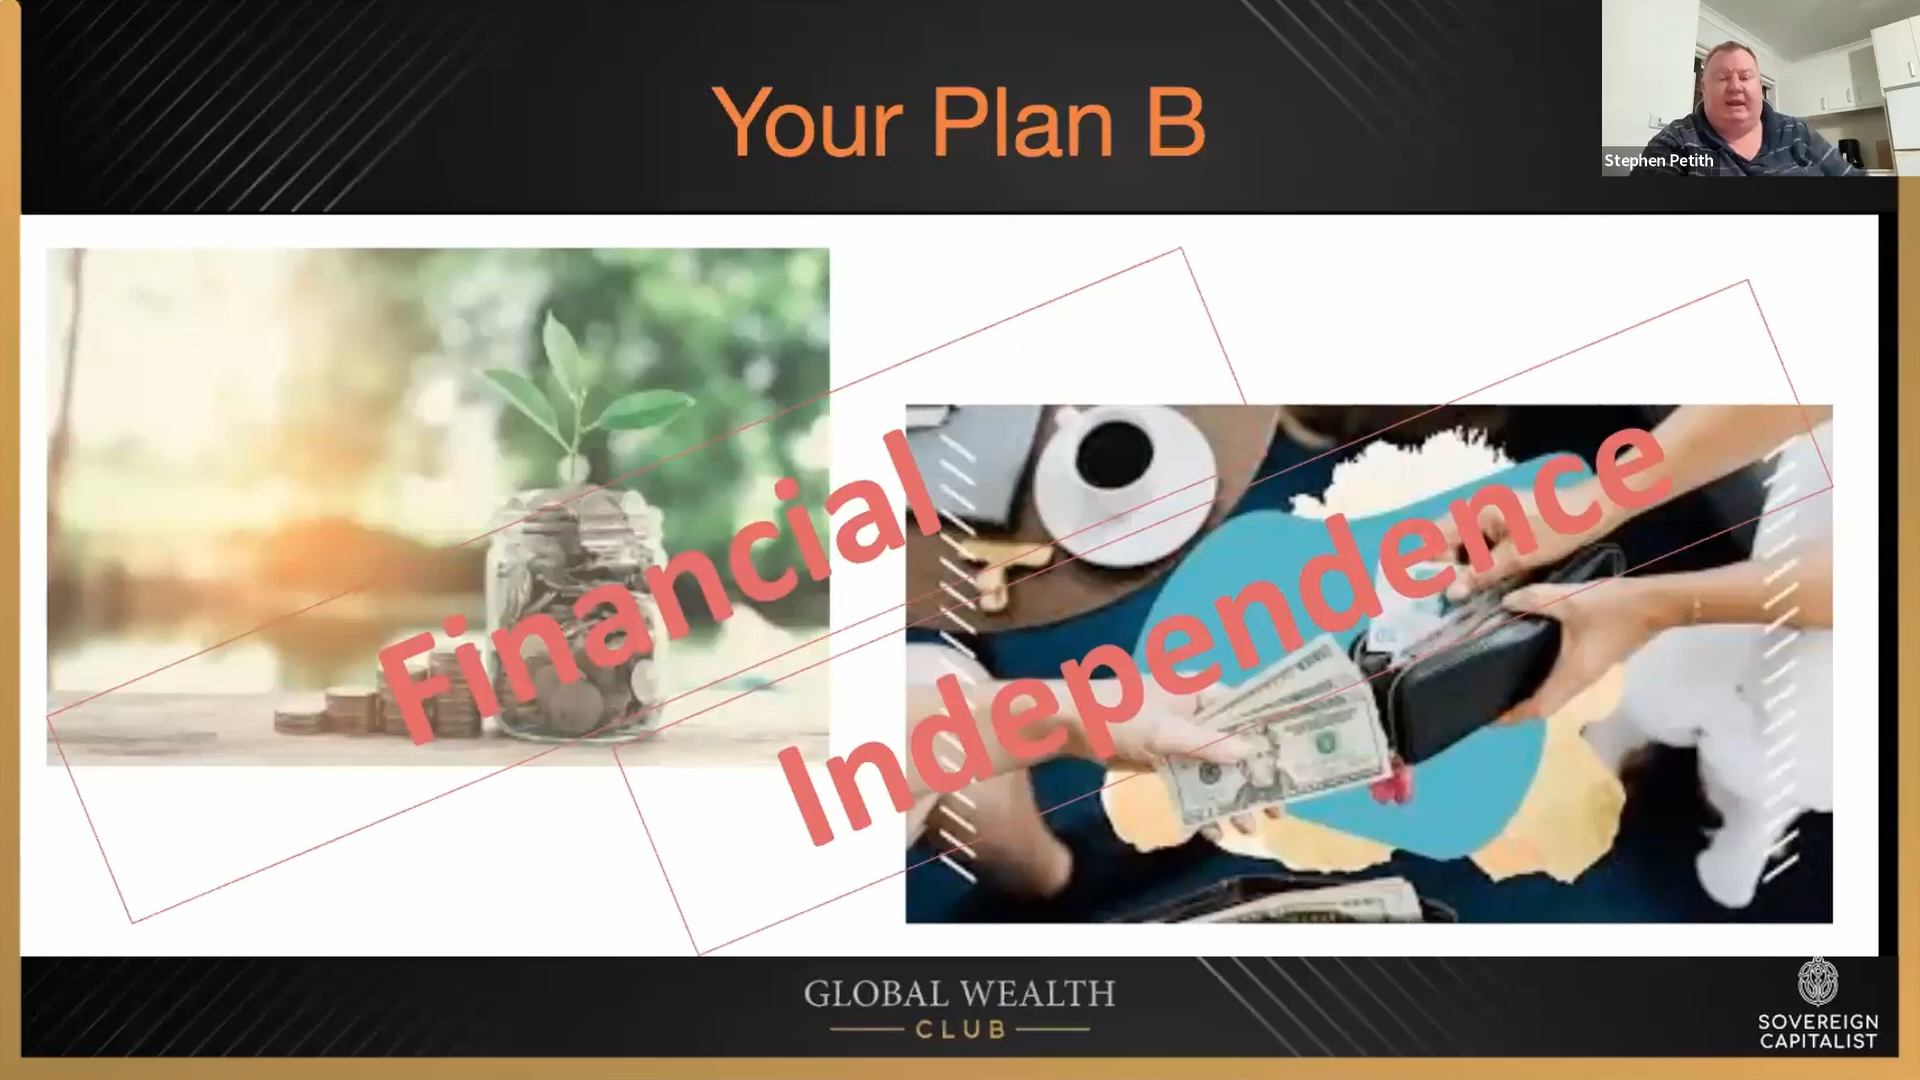 Your Plan B
Stephen Petith
Financial
Independence
GLOBAL WEALTH
CLUB
SOVEREIGN
CAPITALIST